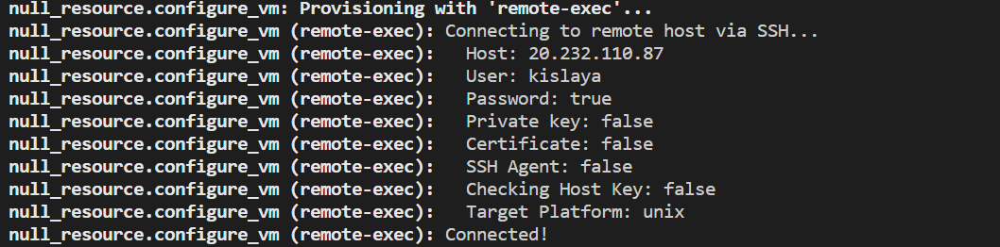 null_resource.configure_vm: Provisioning with 'remote-exec'...
null_resource.configure_vm (remote-exec): Connecting to remote host via SSH...
null_resource.configure_vm (remote-exec):   Host: 20.232.110.87
null_resource.configure_vm (remote-exec):   User: kislaya
null_resource.configure_vm (remote-exec):   Password: true
null_resource.configure_vm (remote-exec):   Private key: false
null_resource.configure_vm (remote-exec):   Certificate: false
null_resource.configure_vm (remote-exec):   SSH Agent: false
null_resource.configure_vm (remote-exec):   Checking Host Key: false
null_resource.configure_vm (remote-exec):   Target Platform: unix
null_resource.configure_vm (remote-exec): Connected!